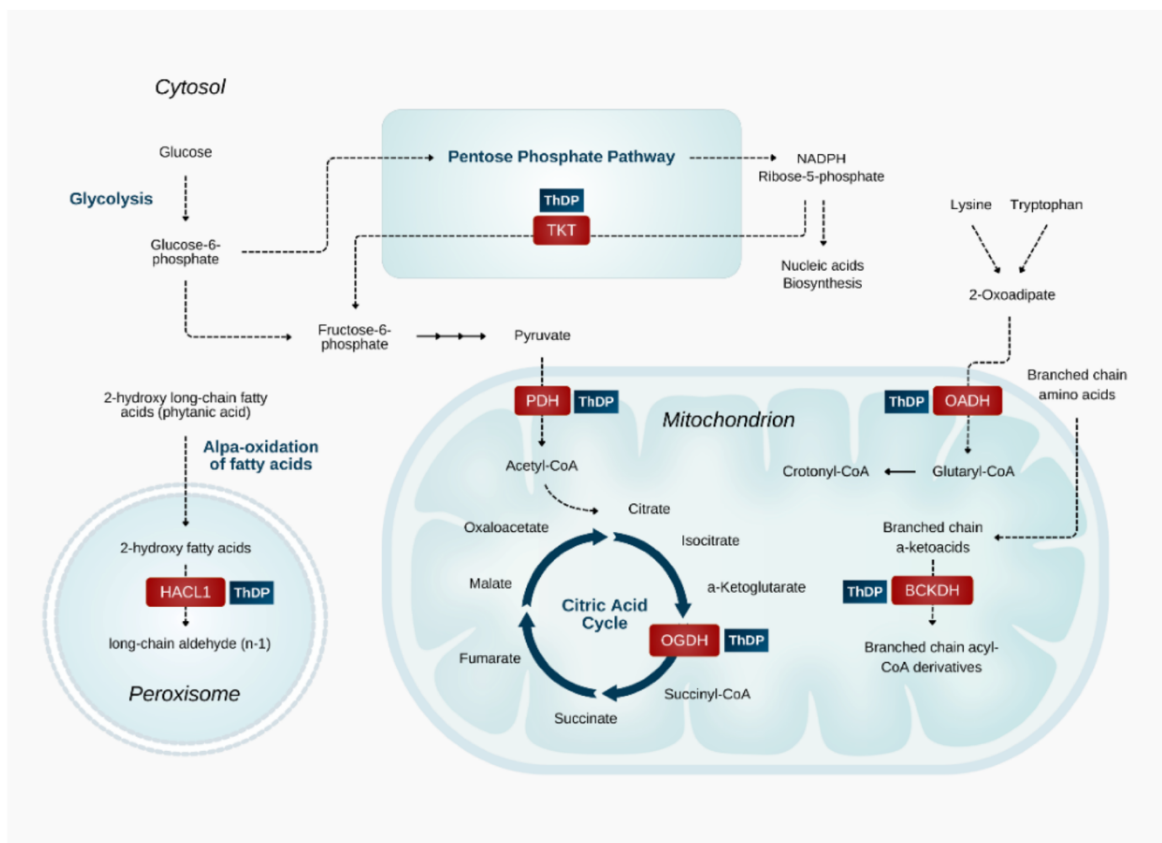 Cytosol
Glucose
Glycolysis
Glucose-6-
phosphate
Pentose Phosphate Pathway
ThDP
TKT
NADPH
Ribose-5-phosphate
Nucleic acids
Biosynthesis
Lysine
Tryptophan
2-Oxoadipate
Fructose-6-
phosphate
Pyruvate
2-hydroxy long-chain fatty
acids (phytanic acid)
Alpa-oxidation
of fatty acids
2-hydroxy fatty acids
HACL1
ThDP
long-chain aldehyde (n-1)
Peroxisome
PDH
ThDP
Mitochondrion
ThDP
OADH
Branched chain
amino acids
Acetyl-CoA
Crotonyl-CoA
Glutaryl-CoA
Citrate
Oxaloacetate
Isocitrate
Malate
a-Ketoglutarate
Citric Acid
Cycle
OGDH
ThDP
Fumarate
Succinyl-CoA
Succinate
Branched chain
a-ketoacids
ThDP
BCKDH
Branched chain acyl-
CoA derivatives